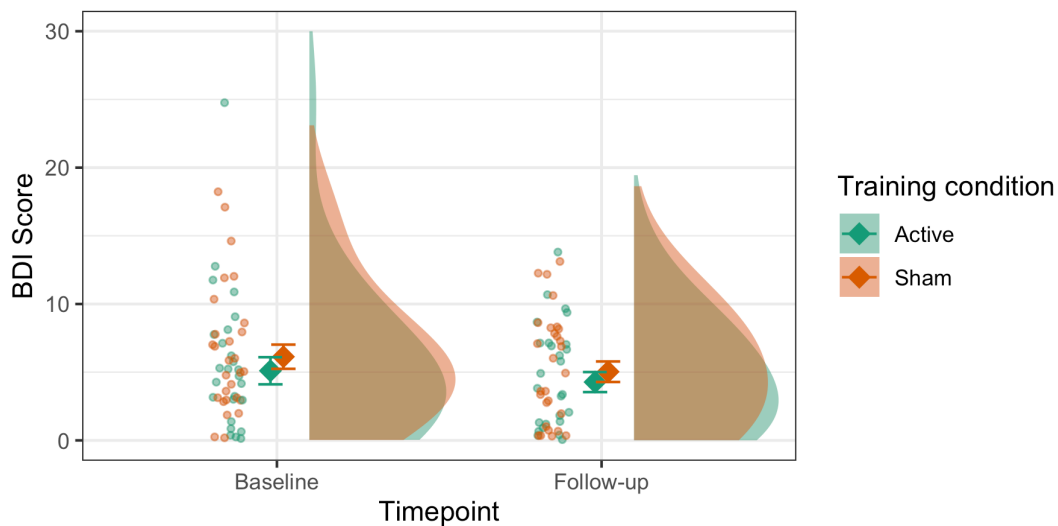 30
20
10
0
BDI Score
Baseline
Follow-up
Timepoint
Training condition
Active
Sham